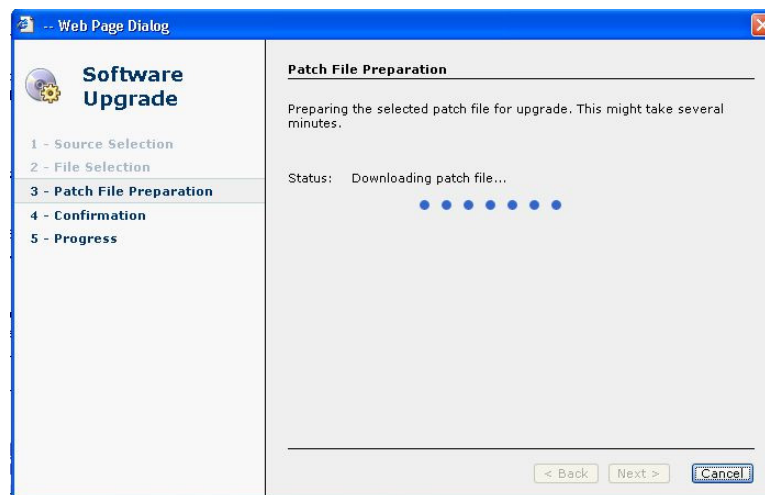 -- Web Page Dialog
Software
Upgrade
1 - Source Selection
2 - File Selection
3 - Patch File Preparation
4 - Confirmation
5 - Progress
Patch File Preparation
Preparing the selected patch file for upgrade. This might take several
minutes.
Status: Downloading patch file...
< Back
Next >
Cancel